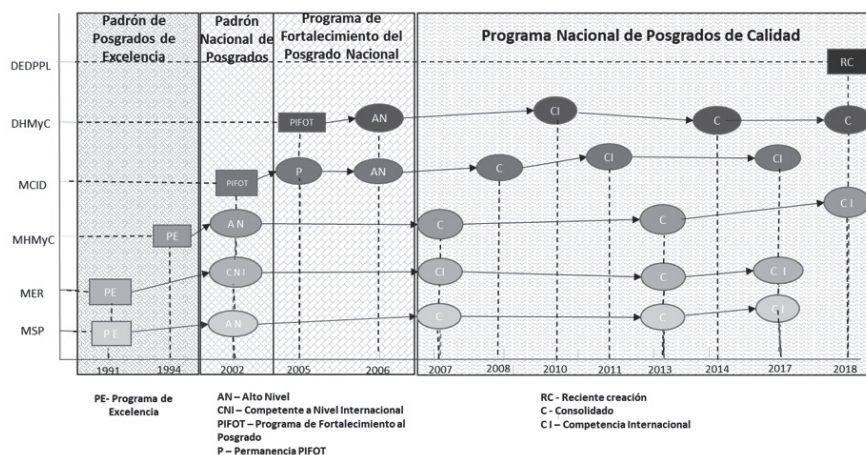 Padrón de
Posgrados de
Excelencia
Padrón
Nacional de
Posgrados
Programa de
Fortalecimiento del
Posgrado Nacional
Programa Nacional de Posgrados de Calidad
DEDPPL
RC
DHMyC
PIFOT
AN
CI
C
C
MCID
PIFOT
P
AN
C
CI
CI
MHMyC
PE
AN
C
C
C I
MER
PE
C N I
CI
C
C I
MSP
P E
A N
C
C
C I
1991
1994
2002
2005
2006
2007
2008
2010
2011
2013
2014
2017
2018
PE- Programa de
Excelencia
AN – Alto Nivel
CNI – Competente a Nivel Internacional
PIFOT – Programa de Fortalecimiento al
Posgrado
P – Permanencia PIFOT
RC - Reciente creación
C - Consolidado
C I – Competencia Internacional